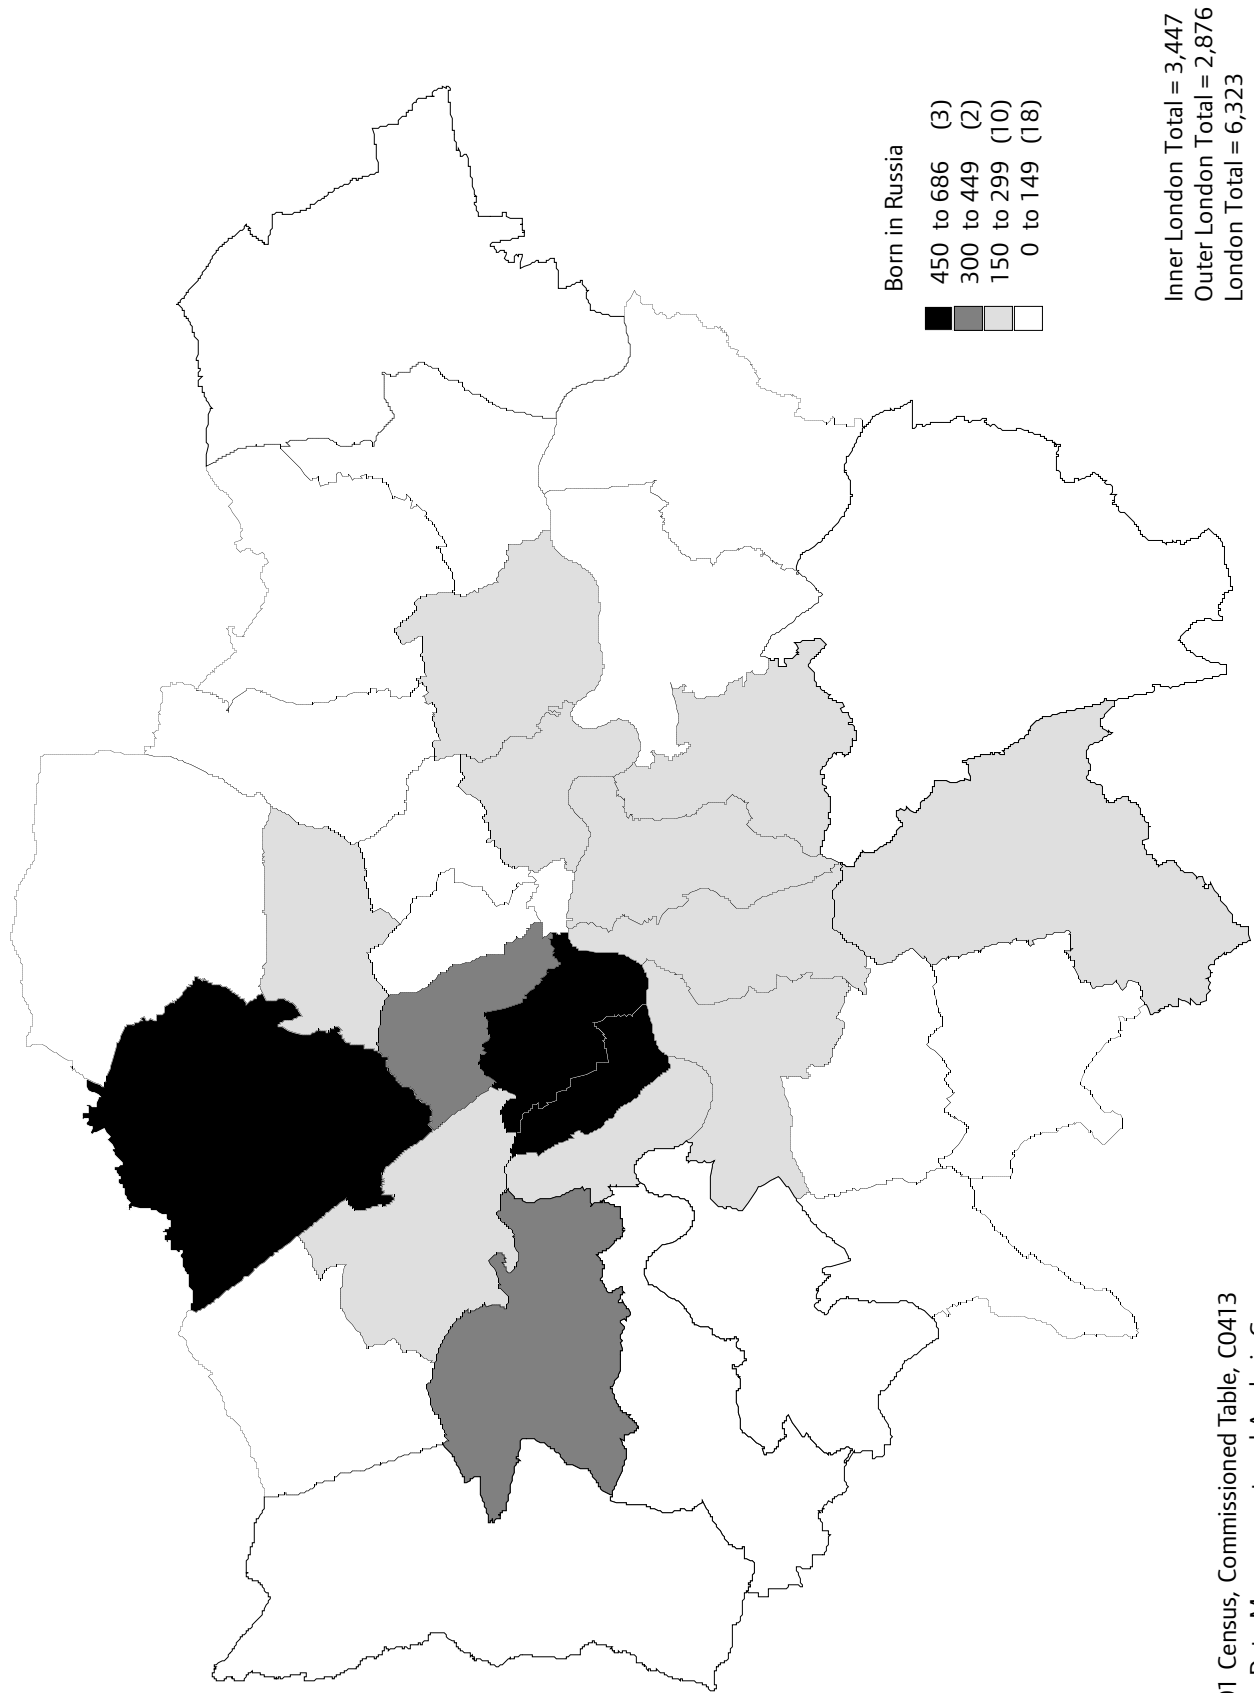 Born in Russia
450 to 686 (3)
300 to 449 (2)
150 to 299 (10)
0 to 149 (18)
Inner London Total = 3,447
Outer London Total = 2,876
London Total = 6,323
01 Census, Commissioned Table, C0413